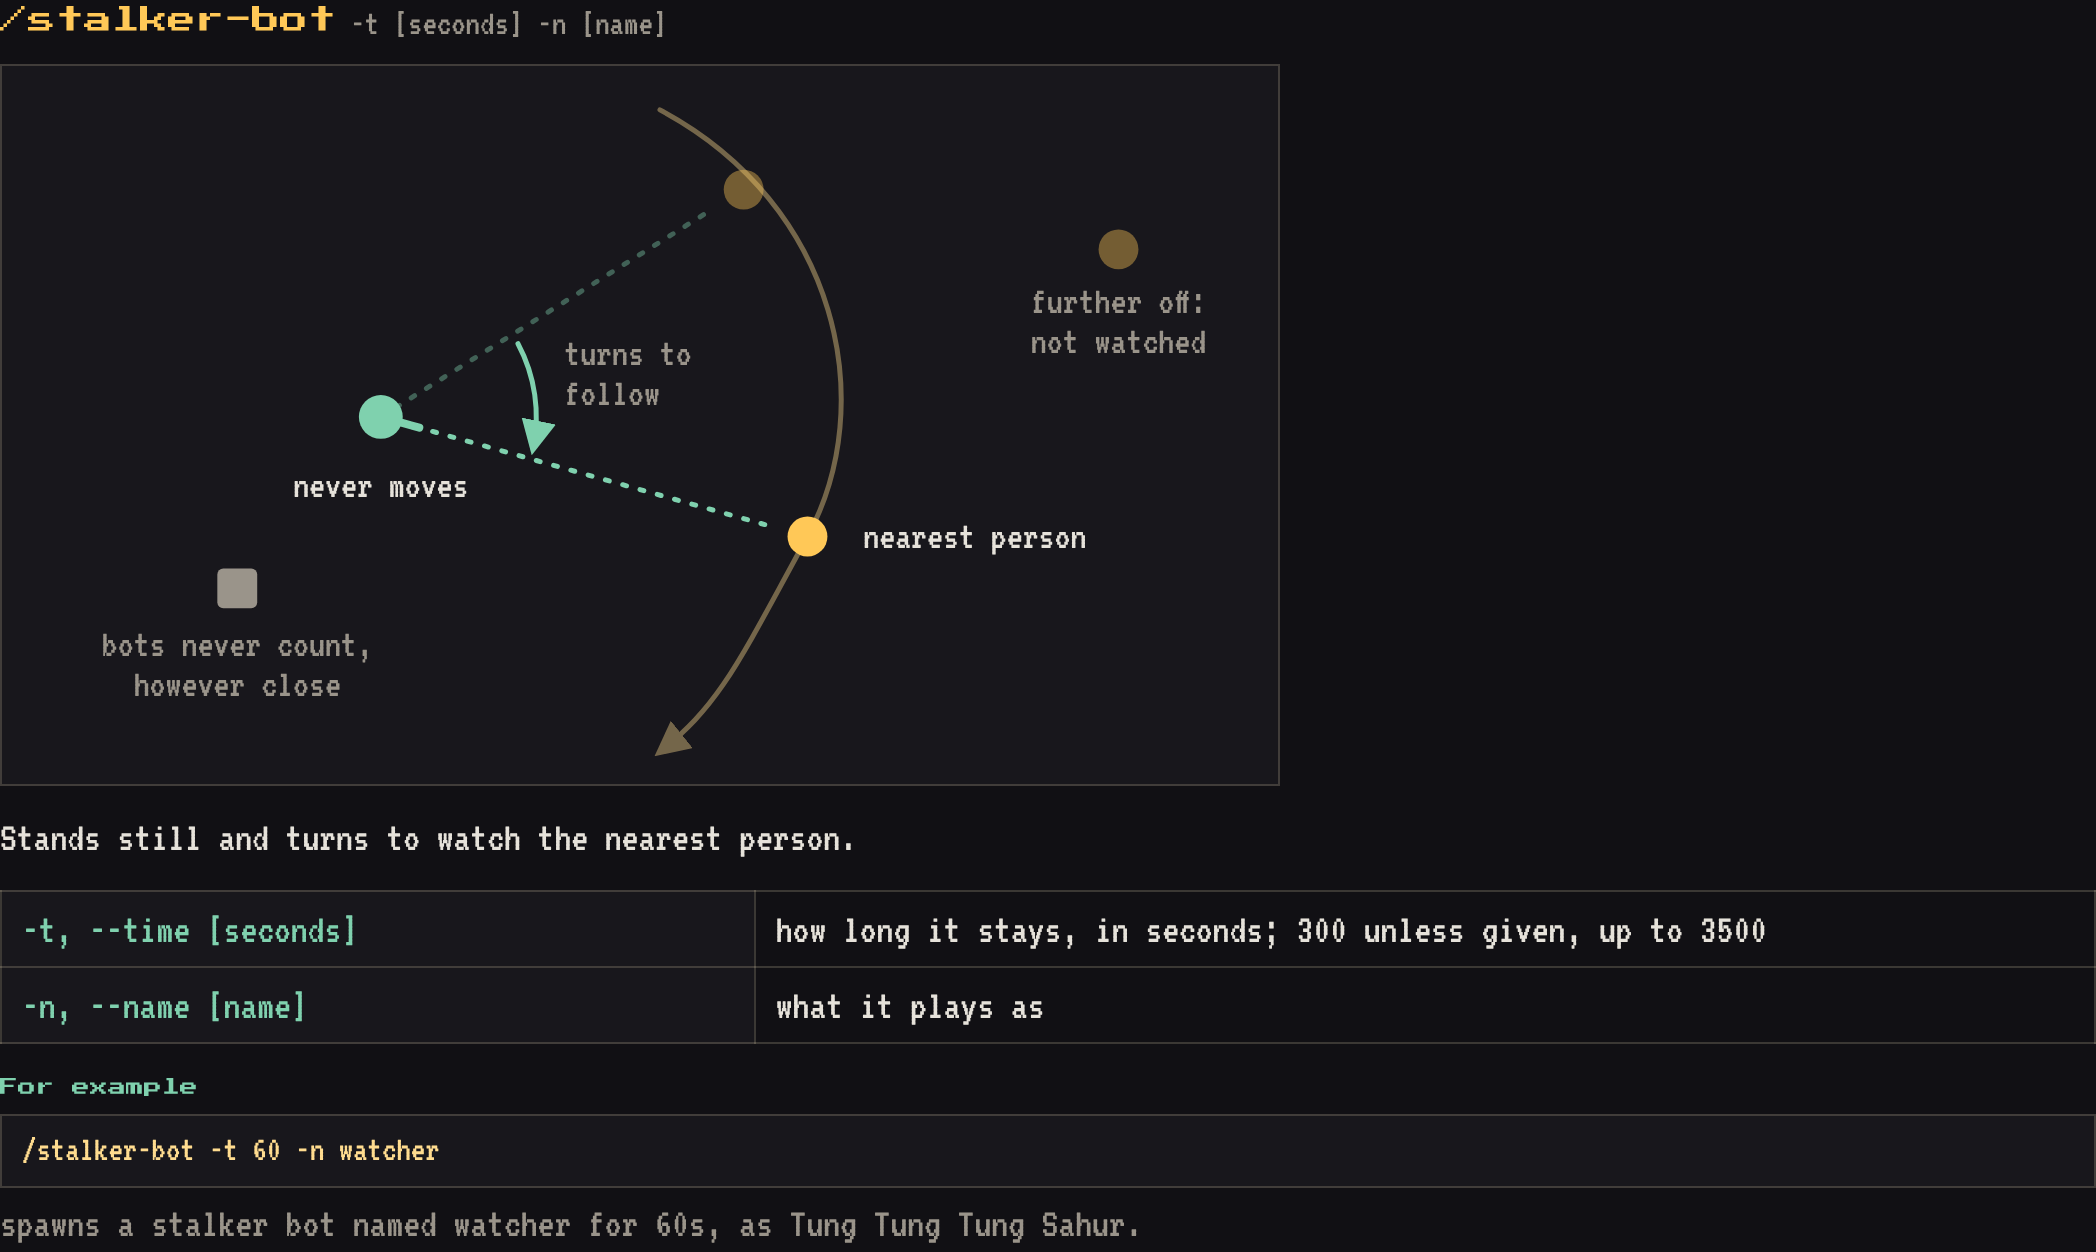 /stalker-bot -t [seconds] -n [name]
further off:
not watched
turns to
follow
never moves
nearest person
bots never count,
however close
Stands still and turns to watch the nearest person.
-t, --time [seconds] how long it stays, in seconds; 300 unless given, up to 3500
-n, --name [name] what it plays as
For example
/stalker-bot -t 60 -n watcher
spawns a stalker bot named watcher for 60s, as Tung Tung Tung Sahur.